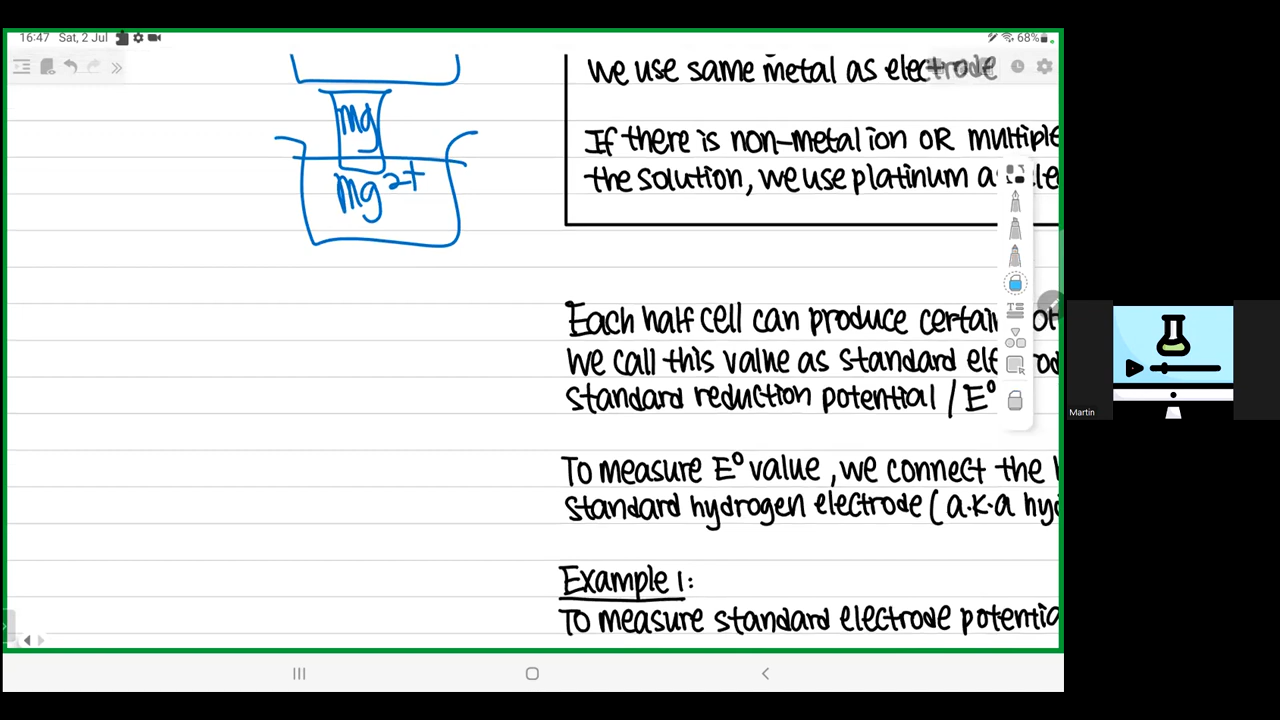 16:47 Sat, 2 Jul
68%
we use same metal as electrode
mg
If there is non-metal ion OR multiple
mg2+
the solution, we use platinum as
Each half cell can produce certain
we call this value as standard
standard reduction potential / E°
To measure E° value, we connect the
standard hydrogen electrode (a.k.a
Example 1:
To measure standard electrode
Martin